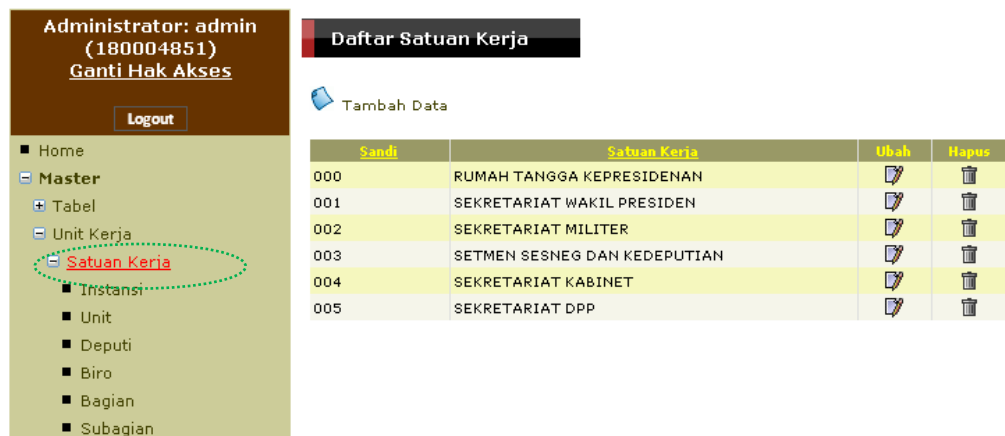 Administrator: admin
(180004851)
Ganti Hak Akses
Logout
Home
Master
Tabel
Unit Kerja
Satuan Kerja
Instansi
Unit
Deputi
Biro
Bagian
Subagian
Daftar Satuan Kerja
Tambah Data
Sandi Satuan Kerja Ubah Hapus
000 RUMAH TANGGA KEPRESIDENAN
001 SEKRETARIAT WAKIL PRESIDEN
002 SEKRETARIAT MILITER
003 SETMEN SESNEG DAN KEDEPUTIAN
004 SEKRETARIAT KABINET
005 SEKRETARIAT DPP